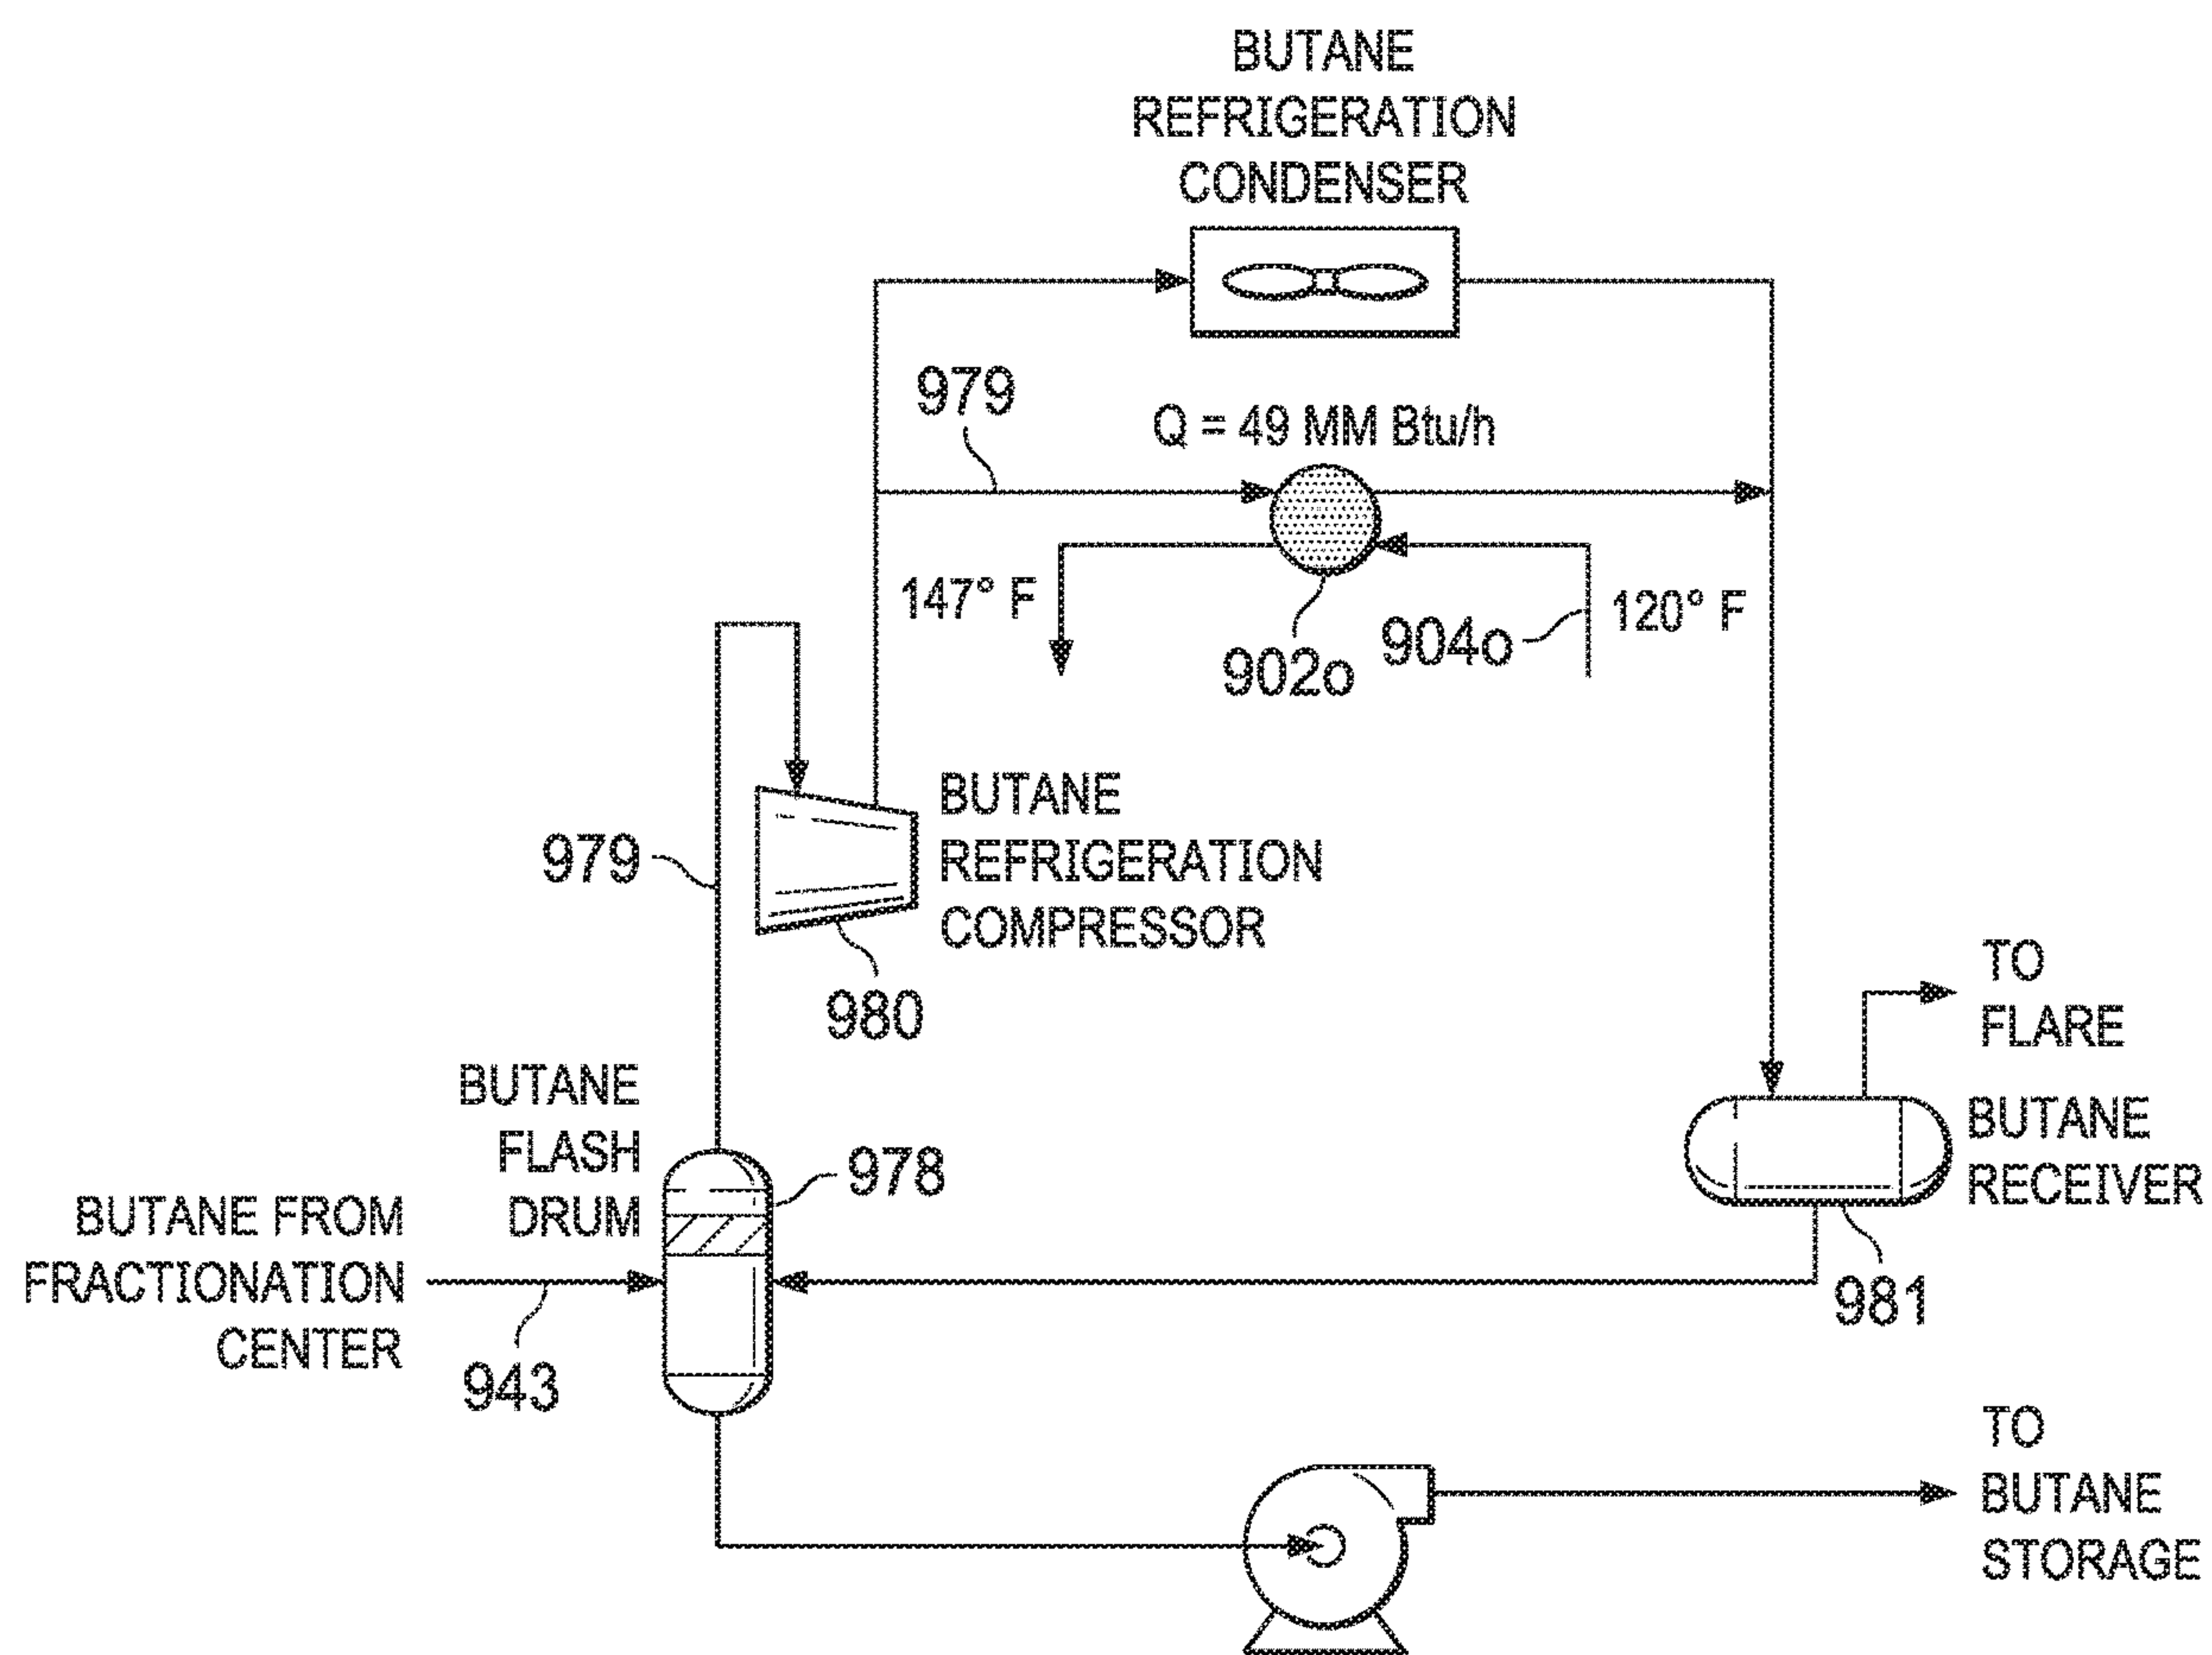 BUTANE
REFRIGERATION
CONDENSER
979
Q = 49 MM Btu/h
147° F
902o
904o
120° F
979
BUTANE
REFRIGERATION
COMPRESSOR
980
TO
FLARE
BUTANE
FLASH
DRUM
978
BUTANE
RECEIVER
981
BUTANE FROM
FRACTIONATION
CENTER
943
TO
BUTANE
STORAGE